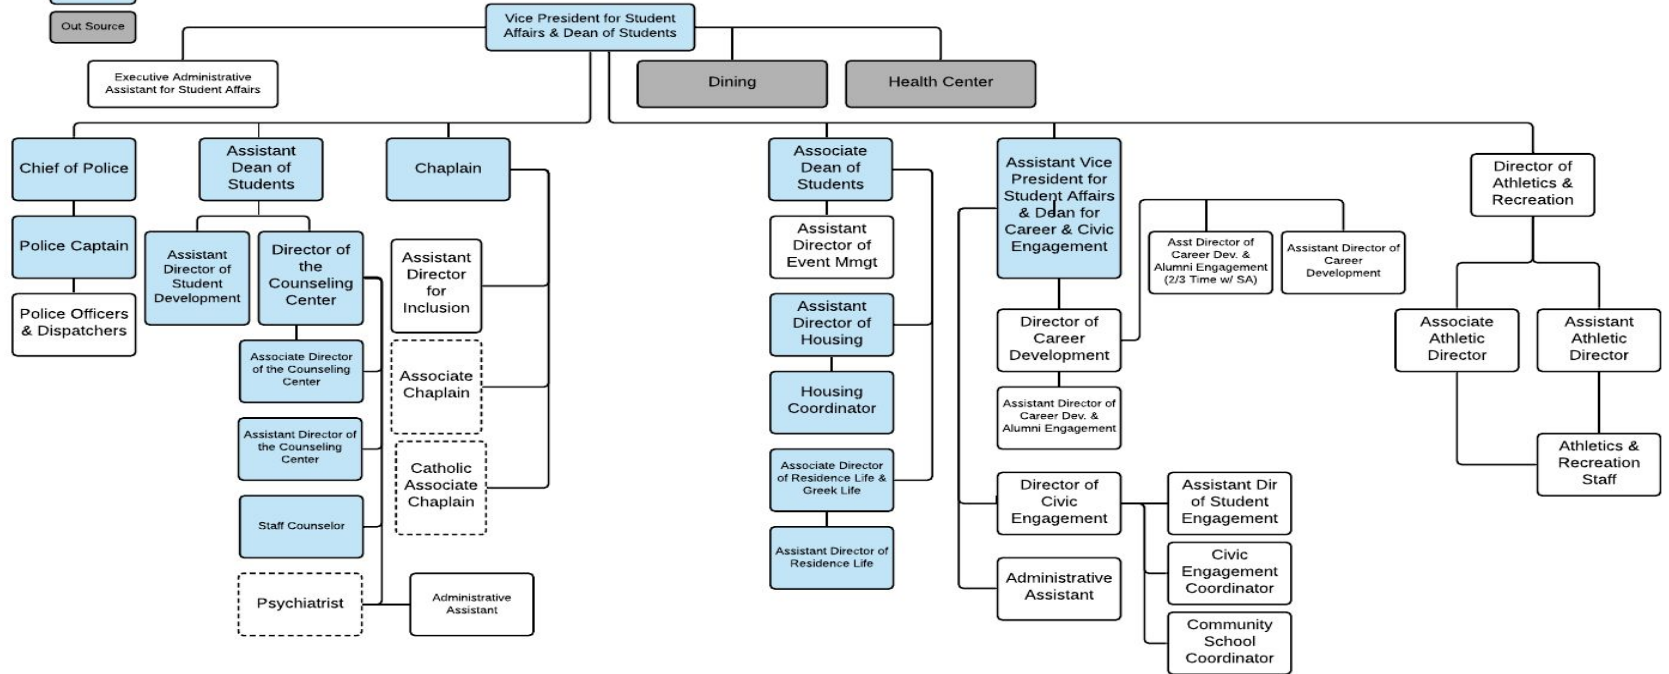 Out Source
Vice President for Student
Affairs & Dean of Students
Executive Administrative
Assistant for Student Affairs
Dining
Health Center
Chief of Police
Assistant
Dean of
Students
Chaplain
Associate
Dean of
Students
Assistant Vice
President for
Student Affairs
& Dean for
Career & Civic
Engagement
Director of
Athletics &
Recreation
Police Captain
Assistant
Director of
Student
Development
Director of
the
Counseling
Center
Assistant
Director
for
Inclusion
Assistant
Director of
Event Mmgt
Asst Director of
Career Dev. &
Alumni Engagement
(2/3 Time w/ SA)
Assistant Director of
Career
Development
Police Officers
& Dispatchers
Assistant
Director of
Housing
Director of
Career
Development
Associate
Athletic
Director
Assistant
Athletic
Director
Associate Director
of the Counseling
Center
Associate
Chaplain
Housing
Coordinator
Assistant Director of
Career Dev. &
Alumni Engagement
Assistant Director of
the Counseling
Center
Catholic
Associate
Chaplain
Associate Director
of Residence Life &
Greek Life
Director of
Civic
Engagement
Assistant Dir
of Student
Engagement
Athletics &
Recreation
Staff
Staff Counselor
Assistant Director of
Residence Life
Civic
Engagement
Coordinator
Psychiatrist
Administrative
Assistant
Administrative
Assistant
Community
School
Coordinator